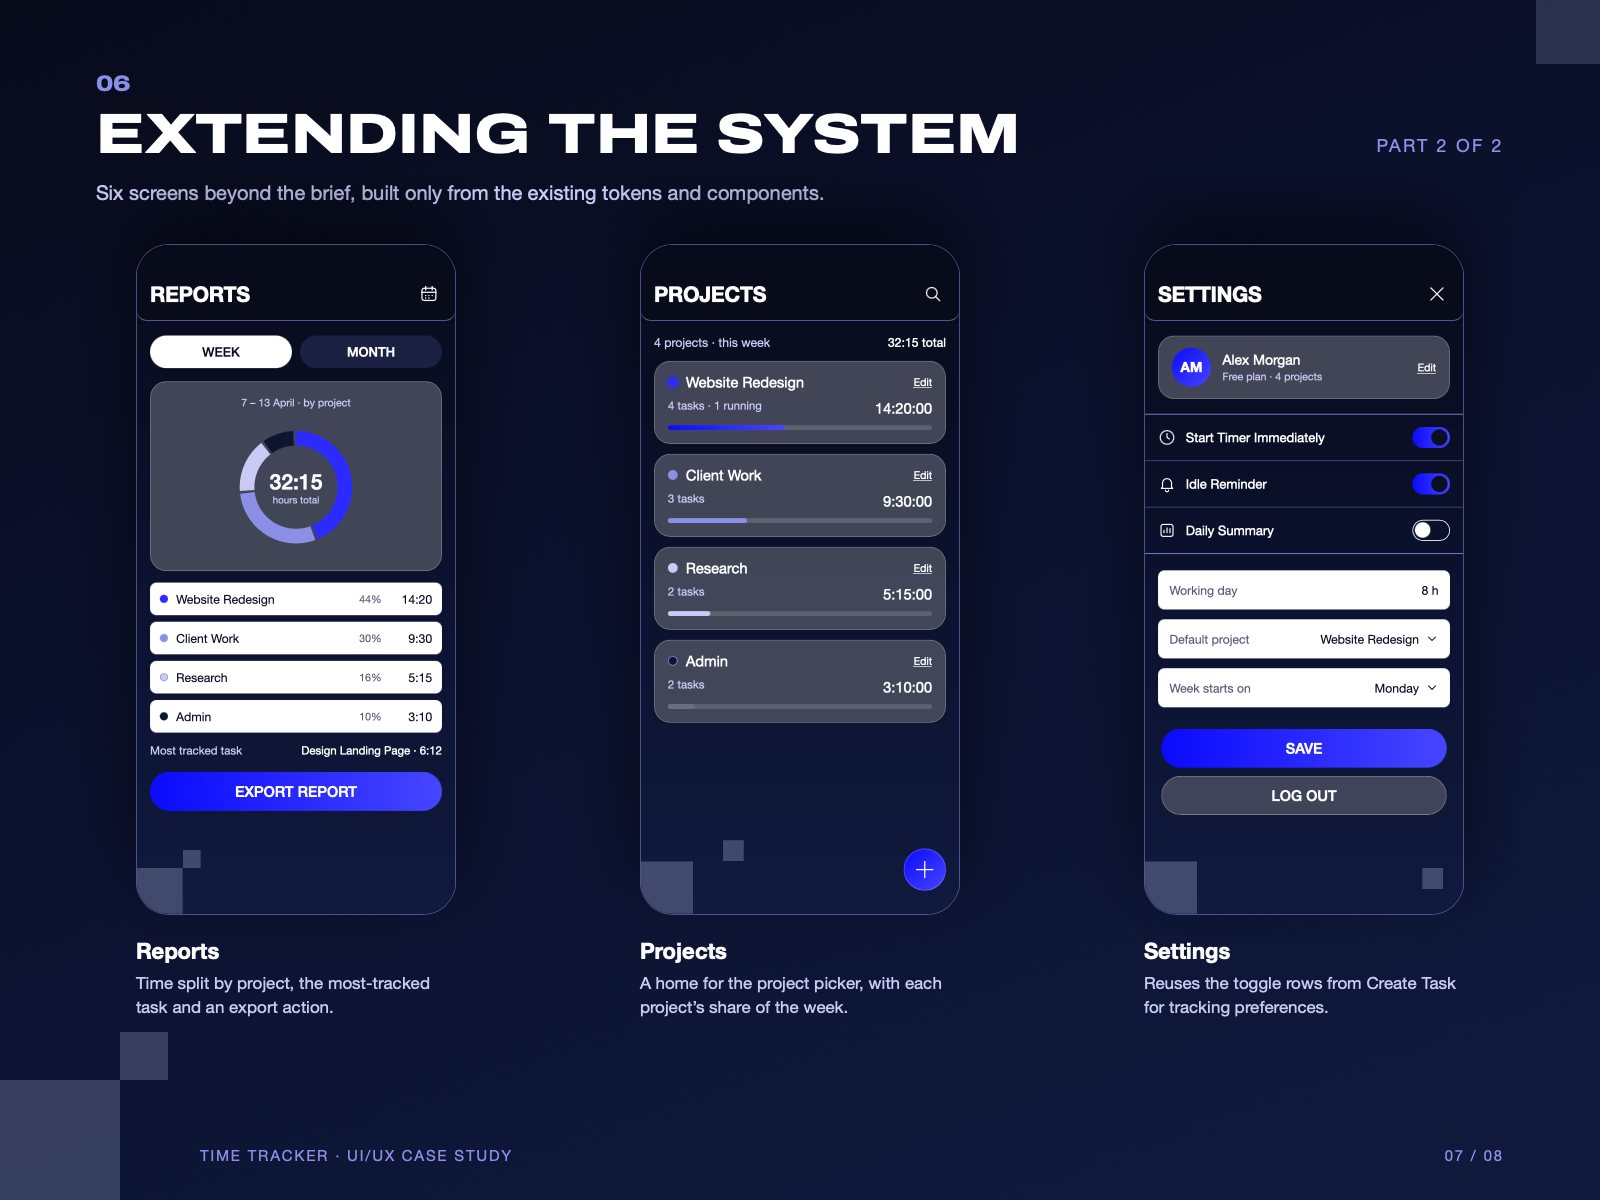 06
EXTENDING THE SYSTEM
PART 2 OF 2
Six screens beyond the brief, built only from the existing tokens and components.
REPORTS
WEEK MONTH
7 – 13 April · by project
32:15
hours total
Website Redesign 44% 14:20
Client Work 30% 9:30
Research 16% 5:15
Admin 10% 3:10
Most tracked task Design Landing Page · 6:12
EXPORT REPORT
Reports
Time split by project, the most-tracked
task and an export action.
PROJECTS
4 projects · this week 32:15 total
Website Redesign Edit
4 tasks · 1 running 14:20:00
Client Work Edit
3 tasks 9:30:00
Research Edit
2 tasks 5:15:00
Admin Edit
2 tasks 3:10:00
Projects
A home for the project picker, with each
project’s share of the week.
SETTINGS
AM
Alex Morgan
Free plan · 4 projects
Edit
Start Timer Immediately
Idle Reminder
Daily Summary
Working day 8 h
Default project Website Redesign
Week starts on Monday
SAVE
LOG OUT
Settings
Reuses the toggle rows from Create Task
for tracking preferences.
TIME TRACKER · UI/UX CASE STUDY
07 / 08